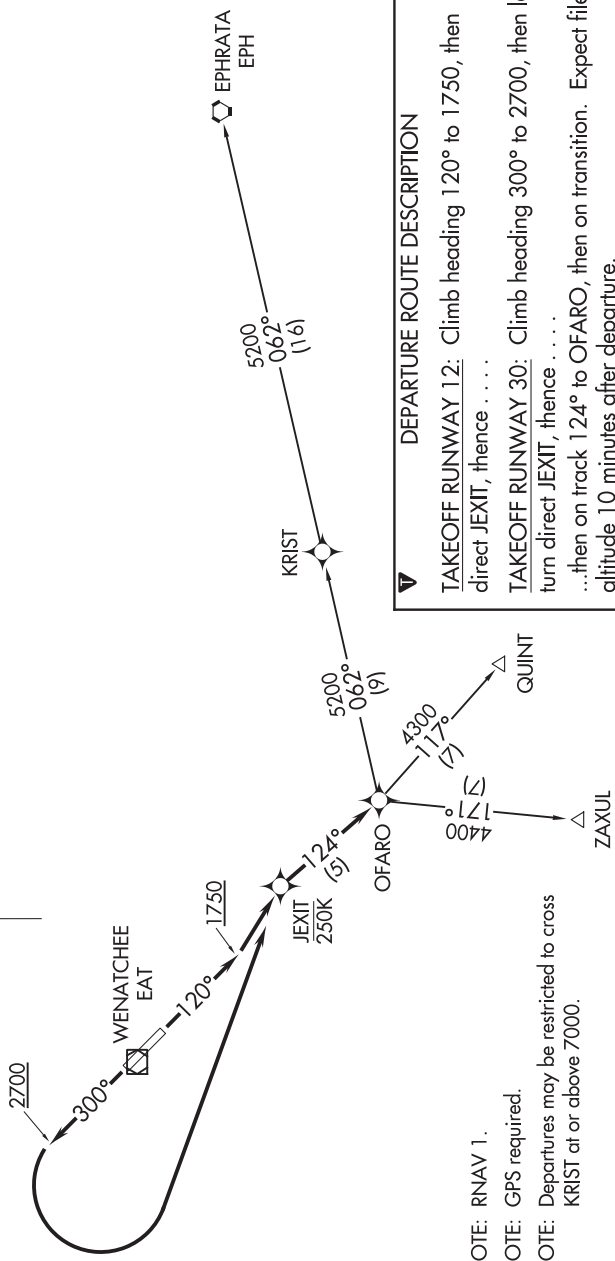 EPHRATA
EPH
5200
062°
(16)
KRIST
5200
062°
(9)
2700
300°
WENATCHEE
EAT
120°
1750
JEXIT
250K
124°
(5)
OFARO
4300
117°
(7)
QUINT
4400
171°
(7)
ZAXUL
OTE: RNAV 1.
OTE: GPS required.
OTE: Departures may be restricted to cross
KRIST at or above 7000.
T
DEPARTURE ROUTE DESCRIPTION
TAKEOFF RUNWAY 12: Climb heading 120° to 1750, then
direct JEXIT, thence . . . .
TAKEOFF RUNWAY 30: Climb heading 300° to 2700, then
turn direct JEXIT, thence . . . .
...then on track 124° to OFARO, then on transition. Expect file
altitude 10 minutes after departure.